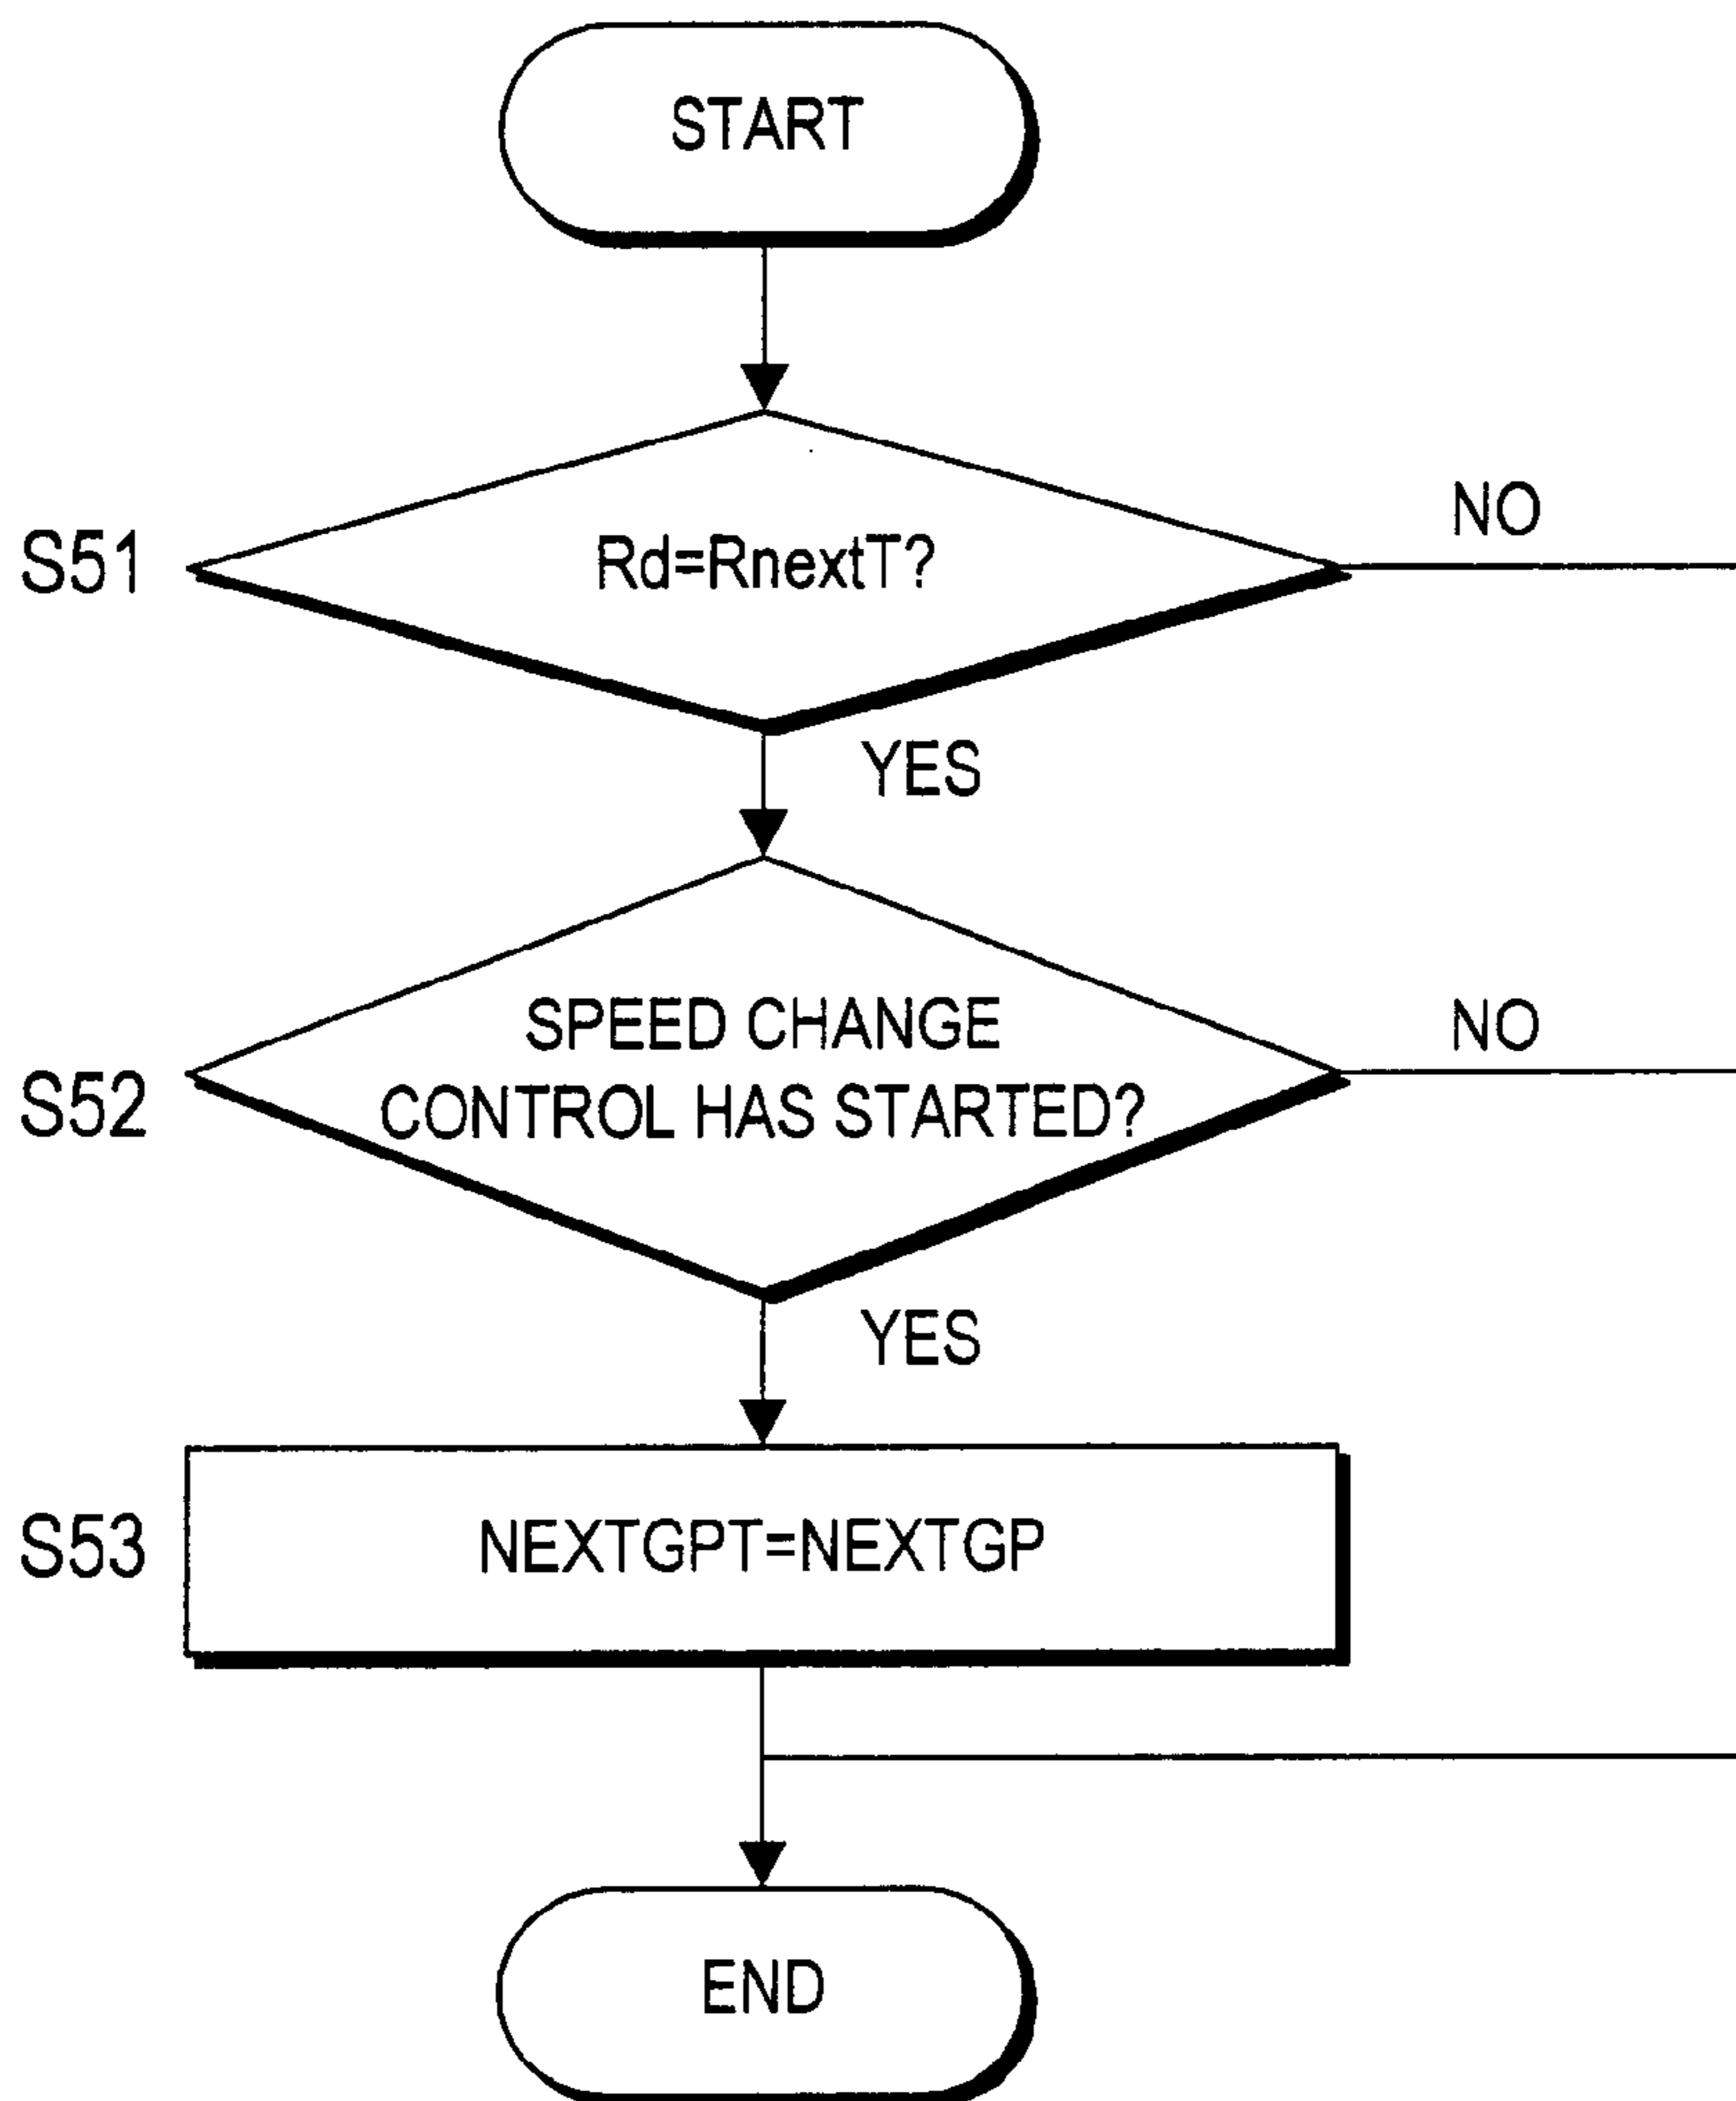 START
S51
Rd=RnextT?
NO
YES
S52
SPEED CHANGE
CONTROL HAS STARTED?
NO
YES
S53
NEXTGPT=NEXTGP
END